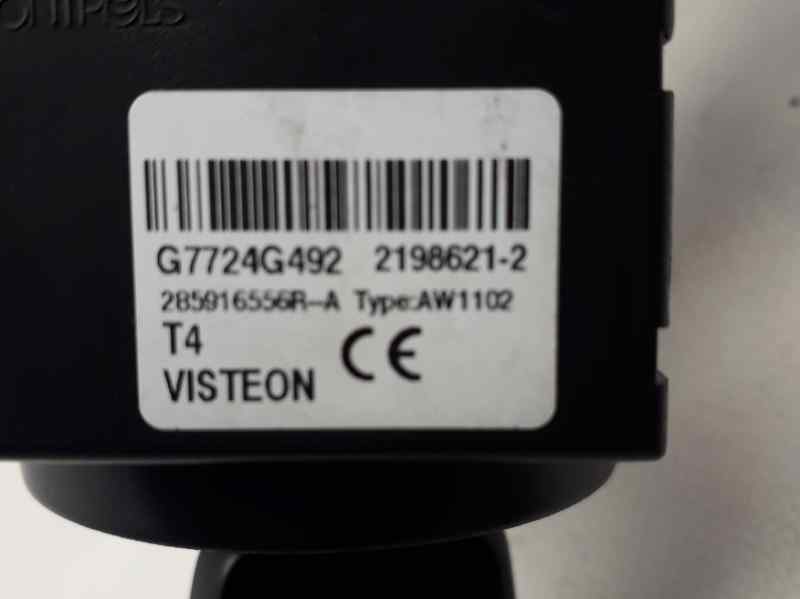 G7724G492 2198621-2
285916556R-A Type:AW1102
T4
CE
VISTEON